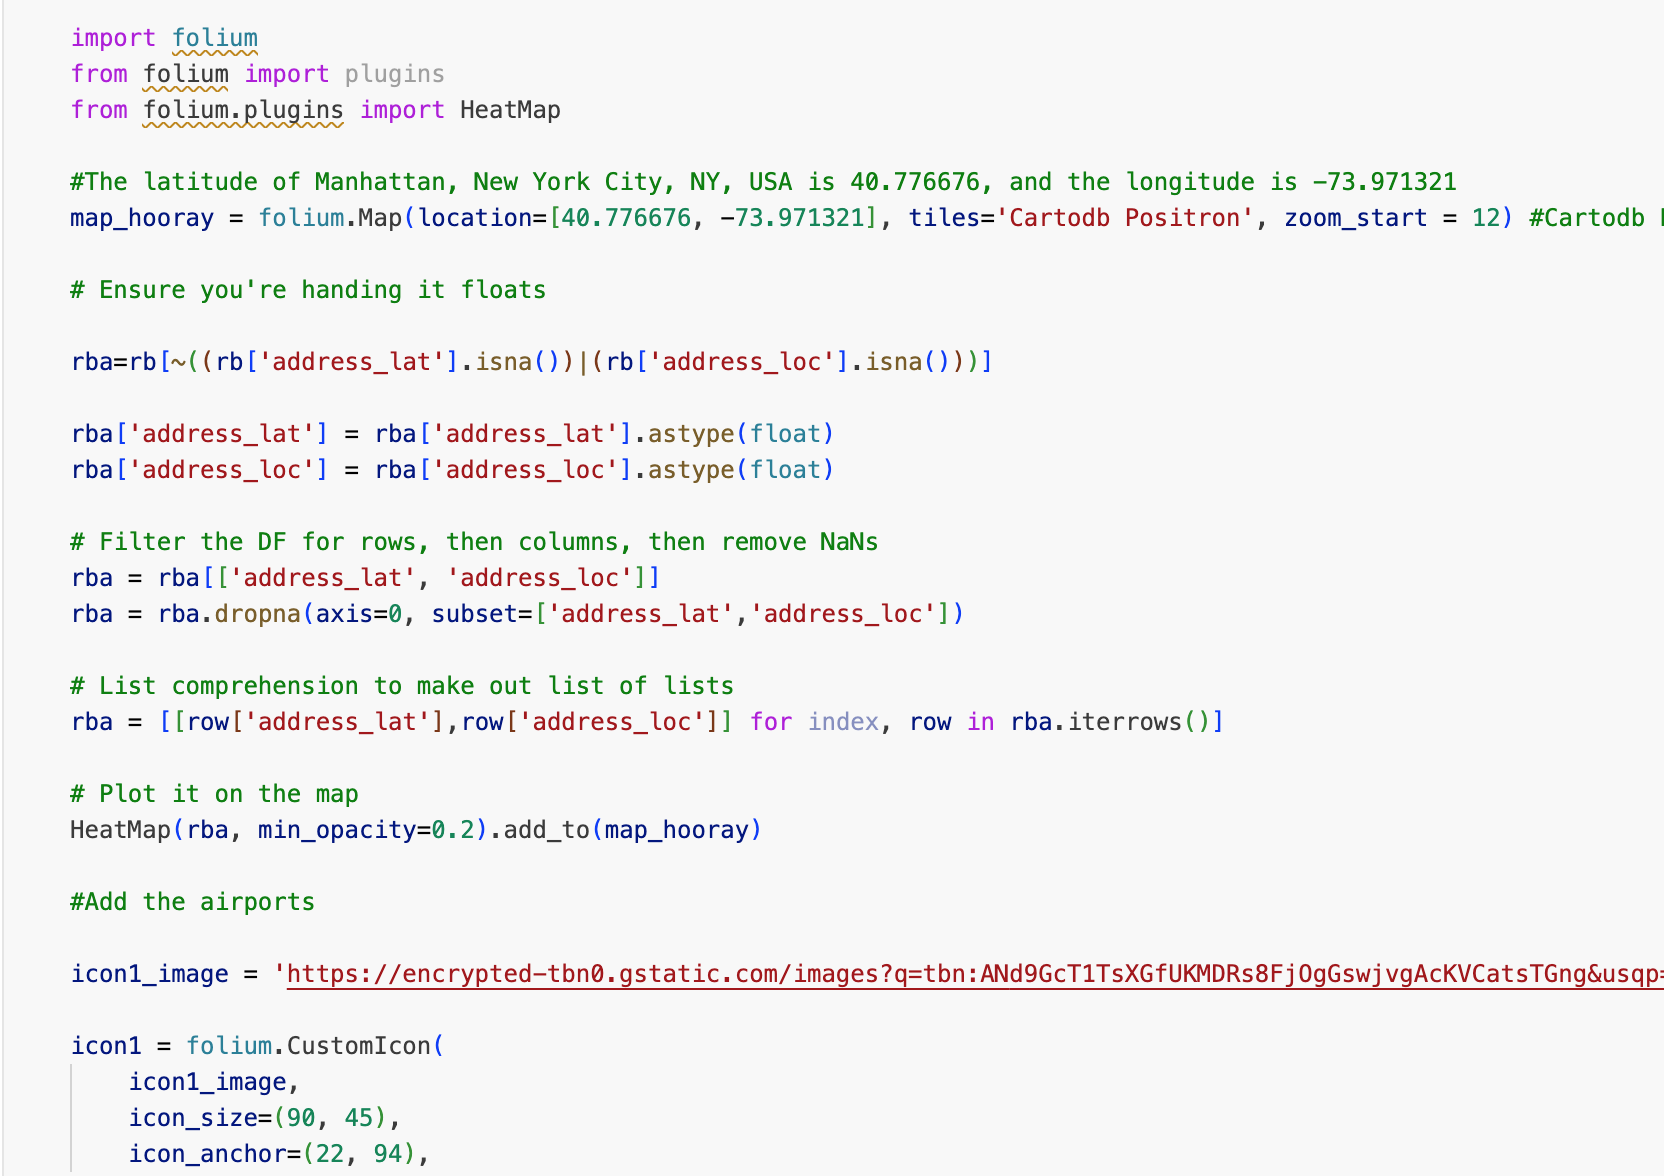 import folium
from folium import plugins
from folium.plugins import HeatMap
#The latitude of Manhattan, New York City, NY, USA is 40.776676, and the longitude is -73.971321
map_hooray = folium.Map(location=[40.776676, -73.971321], tiles='Cartodb Positron', zoom_start = 12) #Cartodb
# Ensure you're handing it floats
rba=rb[~((rb['address_lat'].isna())|(rb['address_loc'].isna()))]
rba['address_lat'] = rba['address_lat'].astype(float)
rba['address_loc'] = rba['address_loc'].astype(float)
# Filter the DF for rows, then columns, then remove NaNs
rba = rba[['address_lat', 'address_loc']]
rba = rba.dropna(axis=0, subset=['address_lat','address_loc'])
# List comprehension to make out list of lists
rba = [[row['address_lat'],row['address_loc']] for index, row in rba.iterrows()]
# Plot it on the map
HeatMap(rba, min_opacity=0.2).add_to(map_hooray)
#Add the airports
icon1_image = 'https://encrypted-tbn0.gstatic.com/images?q=tbn:ANd9GcT1TsXGfUKMDRs8FjOgGswjvgAcKVCatsTGng&usqp=
icon1 = folium.CustomIcon(
icon1_image,
icon_size=(90, 45),
icon_anchor=(22, 94),